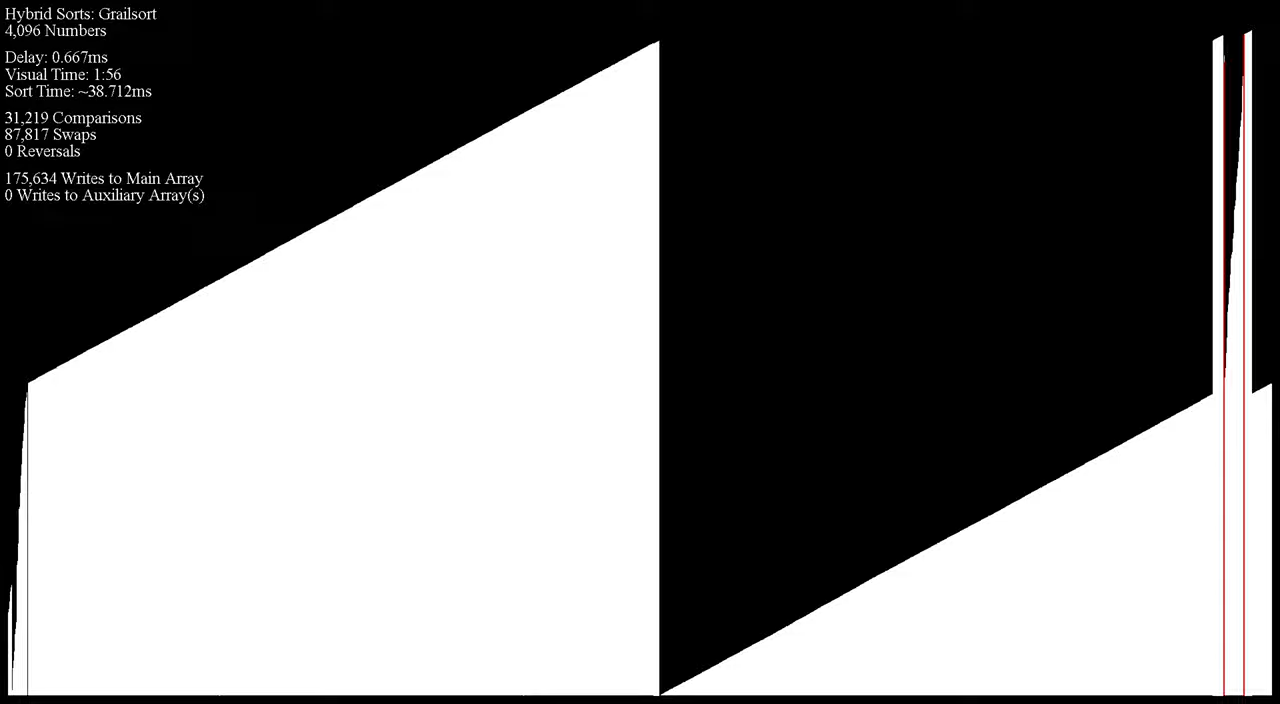 Hybrid Sorts: Grailsort
4,096 Numbers
Delay: 0.667ms
Visual Time: 1:56
Sort Time: ~38.712ms
31,219 Comparisons
87,817 Swaps
0 Reversals
175,634 Writes to Main Array
0 Writes to Auxiliary Array(s)